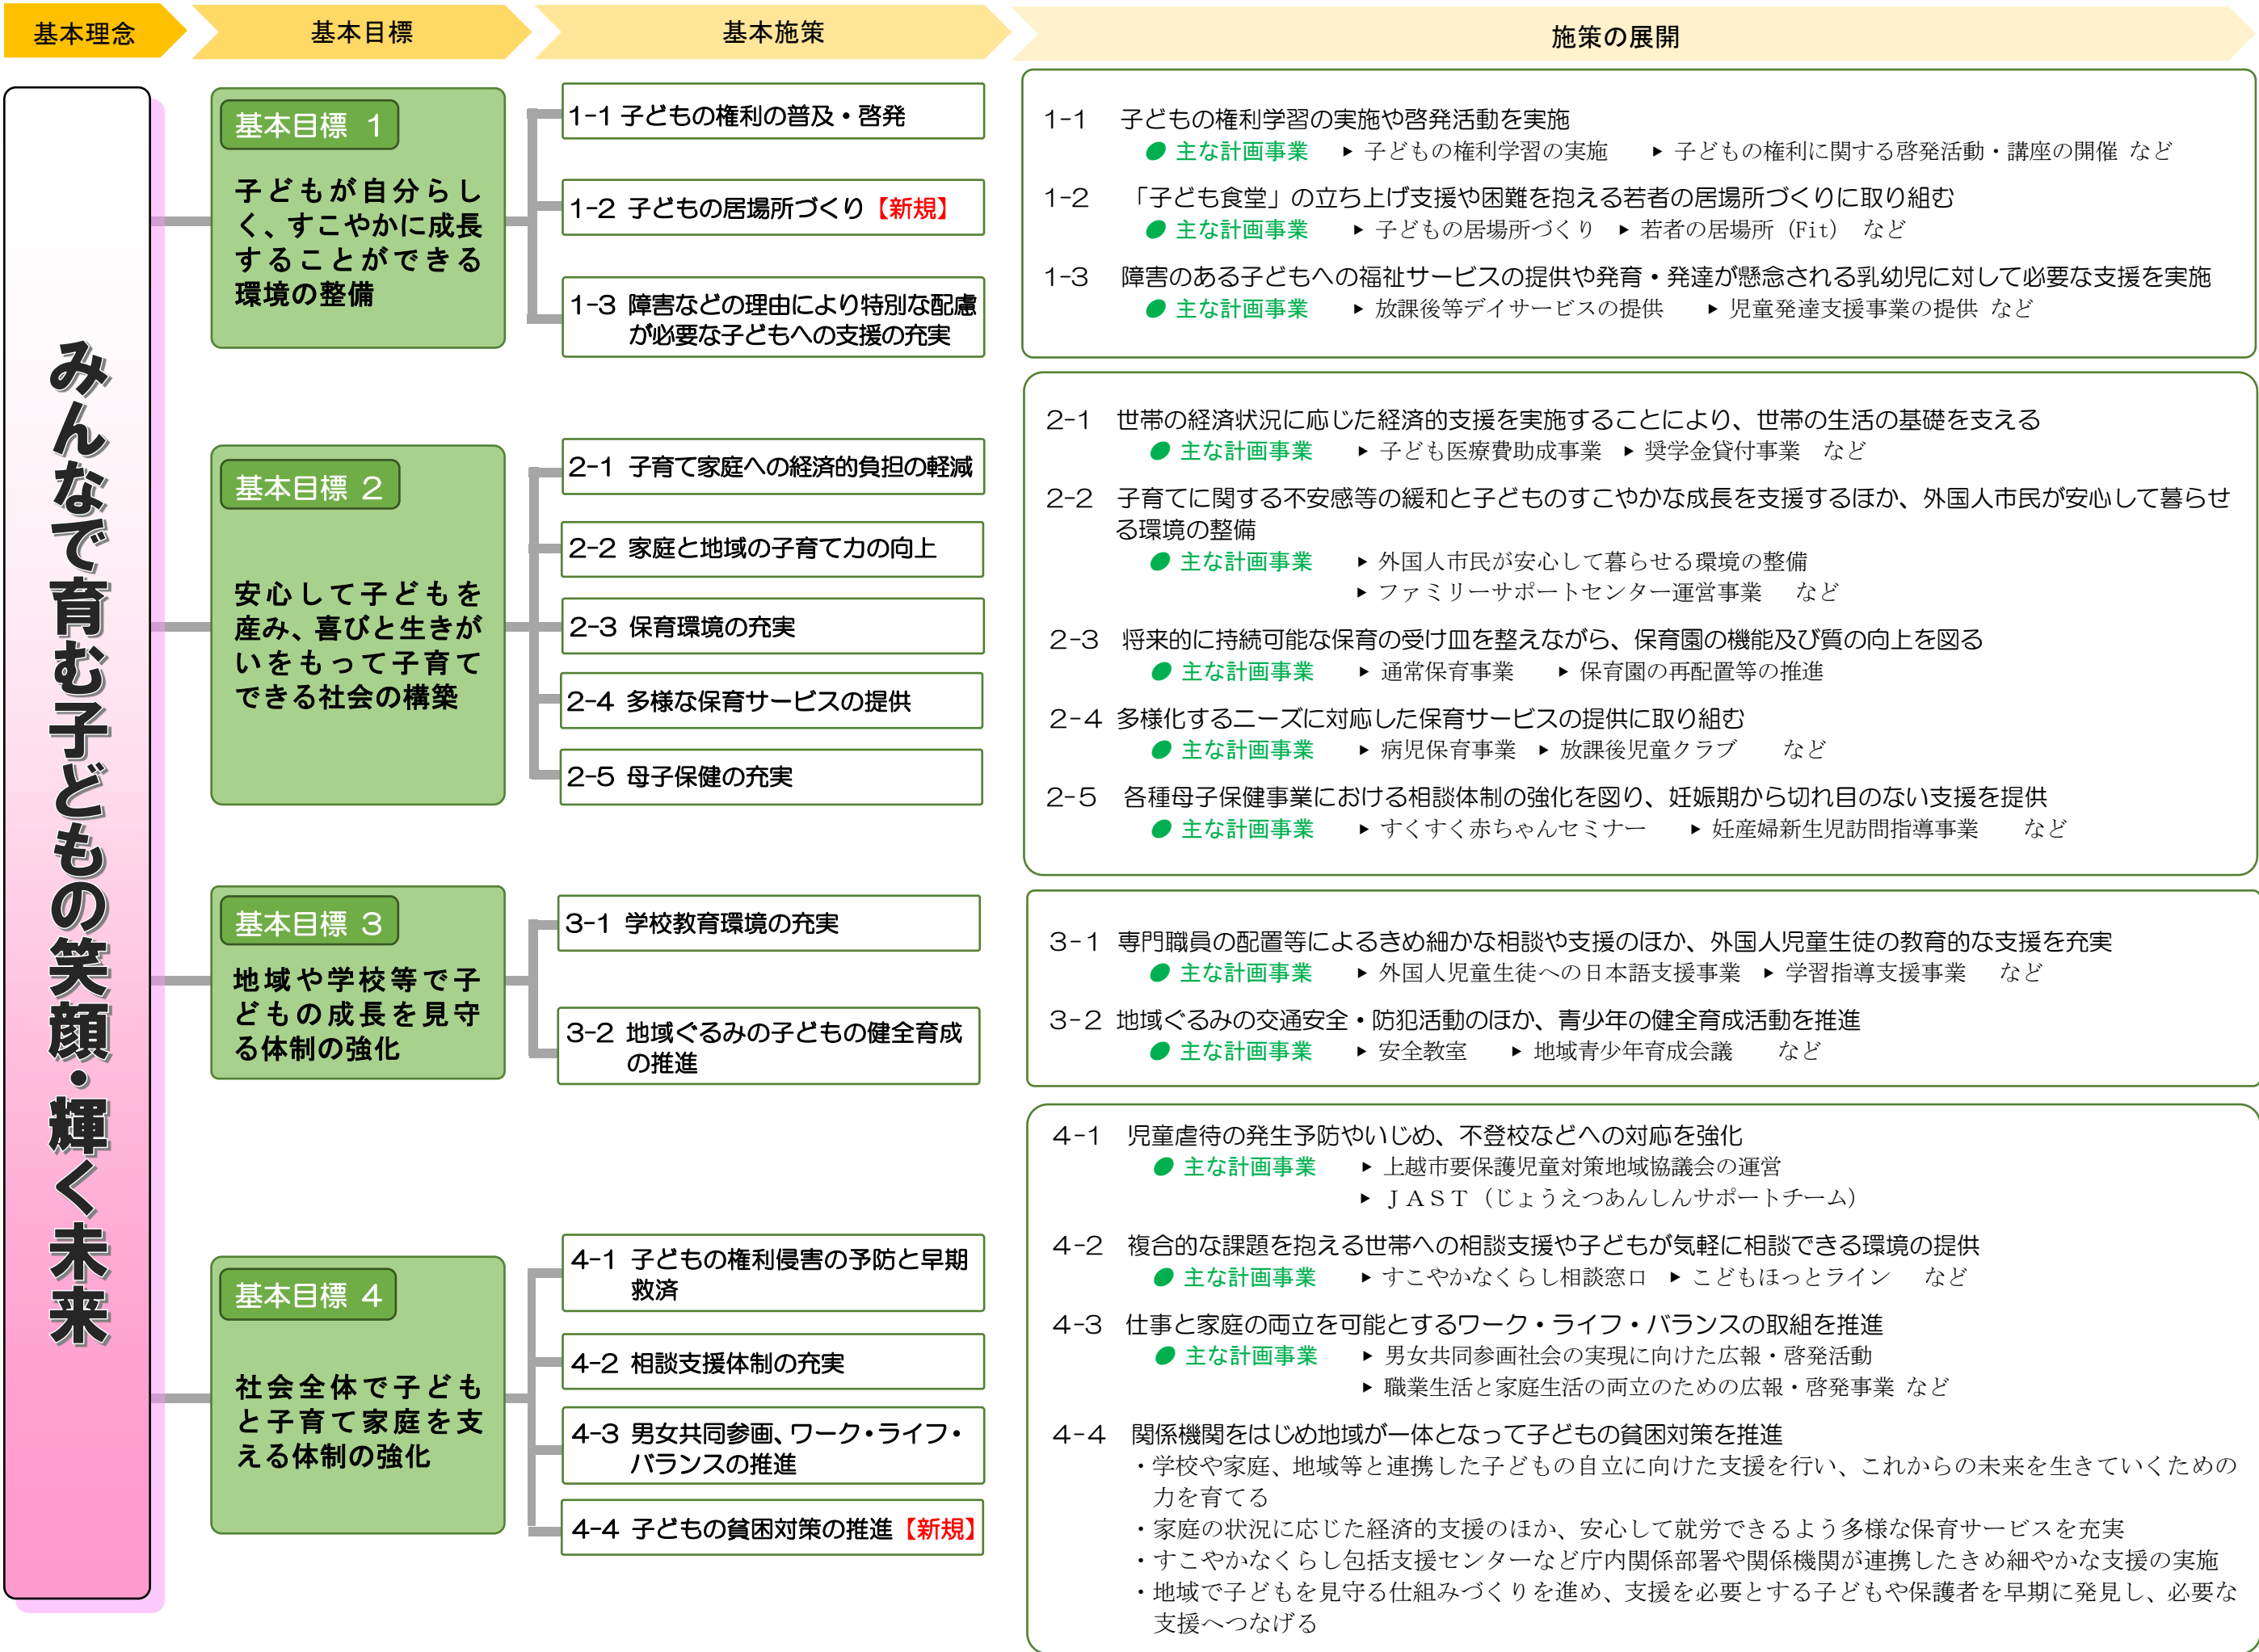 基本理念
基本目標
基本施策
施策の展開
みんなで育む子どもの笑顔・輝く未来
基本目標 1
子どもが自分らし
く、すこやかに成長
することができる
環境の整備
1-1 子どもの権利の普及・啓発
1-2 子どもの居場所づくり【新規】
1-3 障害などの理由により特別な配慮
が必要な子どもへの支援の充実
1-1 子どもの権利学習の実施や啓発活動を実施
● 主な計画事業 ▶ 子どもの権利学習の実施 ▶ 子どもの権利に関する啓発活動・講座の開催 など
1-2 「子ども食堂」の立ち上げ支援や困難を抱える若者の居場所づくりに取り組む
● 主な計画事業 ▶ 子どもの居場所づくり ▶ 若者の居場所（Fit） など
1-3 障害のある子どもへの福祉サービスの提供や発育・発達が懸念される乳幼児に対して必要な支援を実施
● 主な計画事業 ▶ 放課後等デイサービスの提供 ▶ 児童発達支援事業の提供 など
基本目標 2
安心して子どもを
産み、喜びと生きが
いをもって子育て
できる社会の構築
2-1 子育て家庭への経済的負担の軽減
2-2 家庭と地域の子育て力の向上
2-3 保育環境の充実
2-4 多様な保育サービスの提供
2-5 母子保健の充実
2-1 世帯の経済状況に応じた経済的支援を実施することにより、世帯の生活の基礎を支える
● 主な計画事業 ▶ 子ども医療費助成事業 ▶ 奨学金貸付事業 など
2-2 子育てに関する不安感等の緩和と子どものすこやかな成長を支援するほか、外国人市民が安心して暮らせ
る環境の整備
● 主な計画事業 ▶ 外国人市民が安心して暮らせる環境の整備
▶ ファミリーサポートセンター運営事業 など
2-3 将来的に持続可能な保育の受け皿を整えながら、保育園の機能及び質の向上を図る
● 主な計画事業 ▶ 通常保育事業 ▶ 保育園の再配置等の推進
2-4 多様化するニーズに対応した保育サービスの提供に取り組む
● 主な計画事業 ▶ 病児保育事業 ▶ 放課後児童クラブ など
2-5 各種母子保健事業における相談体制の強化を図り、妊娠期から切れ目のない支援を提供
● 主な計画事業 ▶ すくすく赤ちゃんセミナー ▶ 妊産婦新生児訪問指導事業 など
基本目標 3
地域や学校等で子
どもの成長を見守
る体制の強化
3-1 学校教育環境の充実
3-2 地域ぐるみの子どもの健全育成
の推進
3-1 専門職員の配置等によるきめ細かな相談や支援のほか、外国人児童生徒の教育的な支援を充実
● 主な計画事業 ▶ 外国人児童生徒への日本語支援事業 ▶ 学習指導支援事業 など
3-2 地域ぐるみの交通安全・防犯活動のほか、青少年の健全育成活動を推進
● 主な計画事業 ▶ 安全教室 ▶ 地域青少年育成会議 など
基本目標 4
社会全体で子ども
と子育て家庭を支
える体制の強化
4-1 子どもの権利侵害の予防と早期
救済
4-2 相談支援体制の充実
4-3 男女共同参画、ワーク・ライフ・
バランスの推進
4-4 子どもの貧困対策の推進【新規】
4-1 児童虐待の発生予防やいじめ、不登校などへの対応を強化
● 主な計画事業 ▶ 上越市要保護児童対策地域協議会の運営
▶ ＪＡＳＴ（じょうえつあんしんサポートチーム）
4-2 複合的な課題を抱える世帯への相談支援や子どもが気軽に相談できる環境の提供
● 主な計画事業 ▶ すこやかなくらし相談窓口 ▶ こどもほっとライン など
4-3 仕事と家庭の両立を可能とするワーク・ライフ・バランスの取組を推進
● 主な計画事業 ▶ 男女共同参画社会の実現に向けた広報・啓発活動
▶ 職業生活と家庭生活の両立のための広報・啓発事業 など
4-4 関係機関をはじめ地域が一体となって子どもの貧困対策を推進
・学校や家庭、地域等と連携した子どもの自立に向けた支援を行い、これからの未来を生きていくための
力を育てる
・家庭の状況に応じた経済的支援のほか、安心して就労できるよう多様な保育サービスを充実
・すこやかなくらし包括支援センターなど庁内関係部署や関係機関が連携したきめ細やかな支援の実施
・地域で子どもを見守る仕組みづくりを進め、支援を必要とする子どもや保護者を早期に発見し、必要な
支援へつなげる